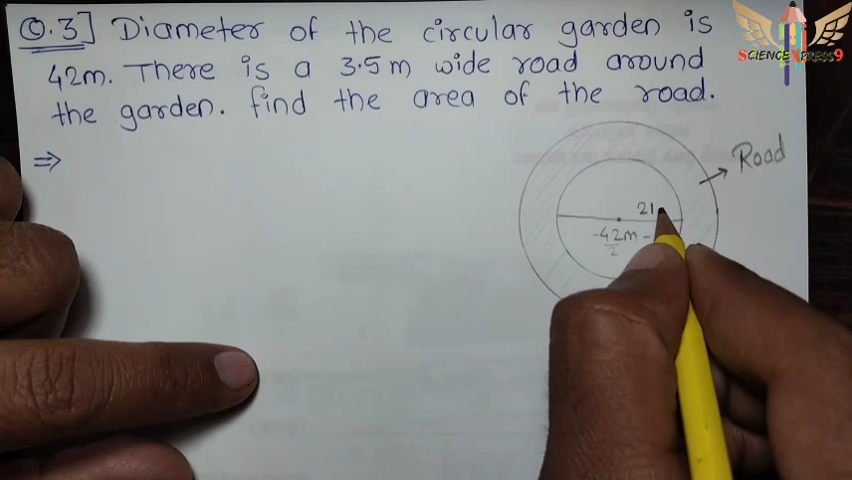 Q.3] Diameter of the circular garden is
42m. There is a 3.5m wide road around
the garden. find the area of the road.
⇒
Road
21
-42m-
2
SCIENCEXPRESS9